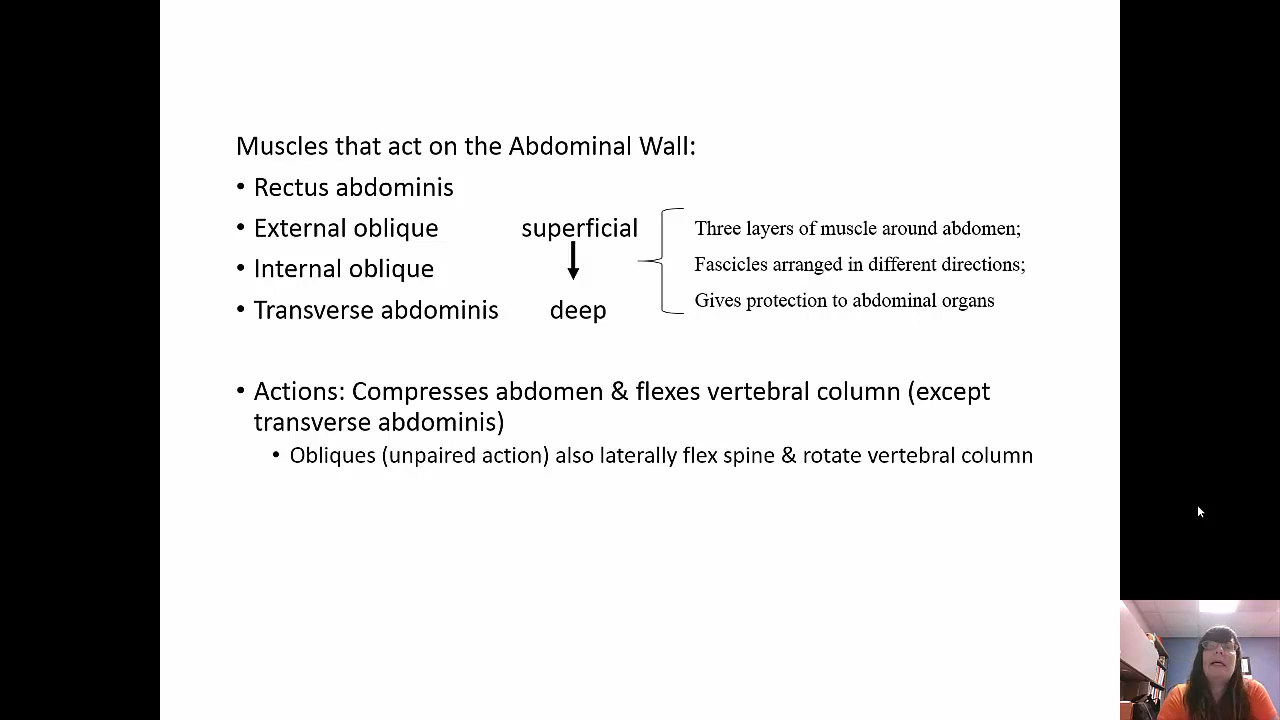 Muscles that act on the Abdominal Wall:
• Rectus abdominis
• External oblique superficial
• Internal oblique
• Transverse abdominis deep
Three layers of muscle around abdomen;
Fascicles arranged in different directions;
Gives protection to abdominal organs
• Actions: Compresses abdomen & flexes vertebral column (except
transverse abdominis)
• Obliques (unpaired action) also laterally flex spine & rotate vertebral column